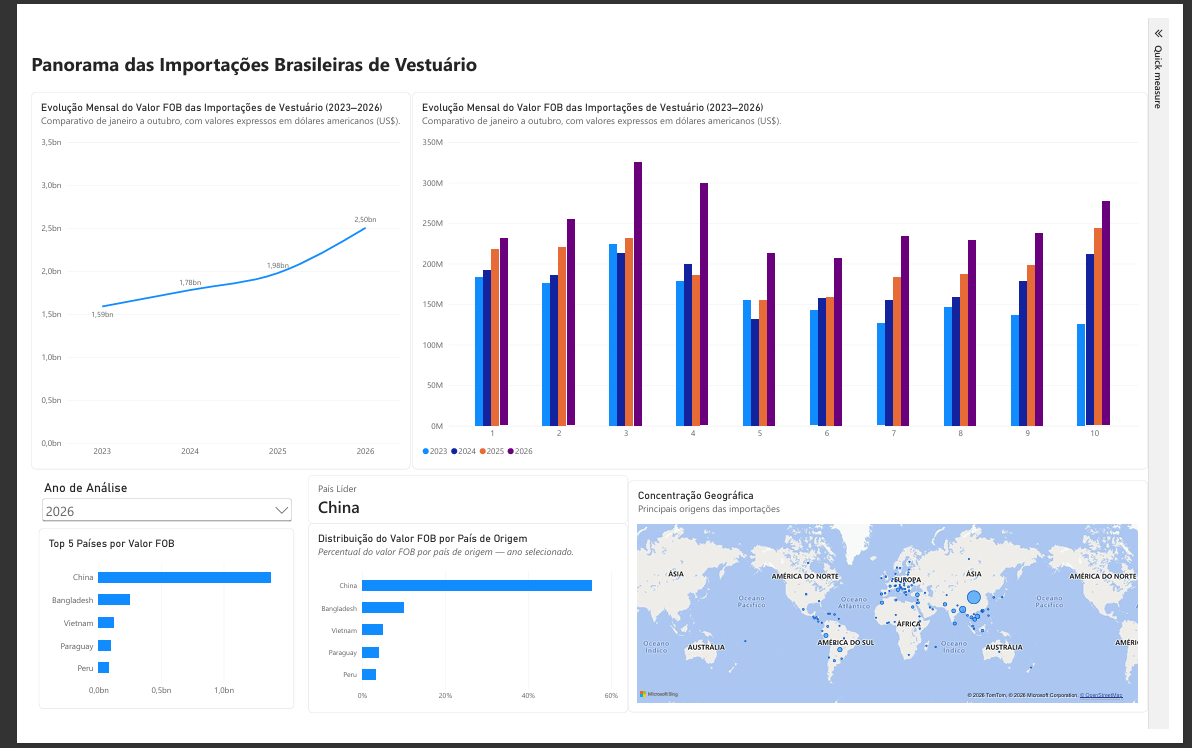 Panorama das Importações Brasileiras de Vestuário
Quick measure
Evolução Mensal do Valor FOB das Importações de Vestuário (2023–2026)
Comparativo de janeiro a outubro, com valores expressos em dólares americanos (US$).
3,5bn
3,0bn
2,5bn
2,0bn
1,5bn
1,0bn
0,5bn
0,0bn
1,59bn
1,78bn
1,98bn
2,50bn
2023 2024 2025 2026
Evolução Mensal do Valor FOB das Importações de Vestuário (2023–2026)
Comparativo de janeiro a outubro, com valores expressos em dólares americanos (US$).
350M
300M
250M
200M
150M
100M
50M
0M
1 2 3 4 5 6 7 8 9 10
2023 2024 2025 2026
Ano de Análise
2026
Top 5 Países por Valor FOB
China
Bangladesh
Vietnam
Paraguay
Peru
0,0bn 0,5bn 1,0bn
País Líder
China
Distribuição do Valor FOB por País de Origem
Percentual do valor FOB por país de origem — ano selecionado.
China
Bangladesh
Vietnam
Paraguay
Peru
0% 20% 40% 60%
Concentração Geográfica
Principais origens das importações
ÁSIA
AMÉRICA DO NORTE
EUROPA
ÁSIA
AMÉRICA DO NORTE
Oceano
Pacífico
Oceano
Atlântico
Oceano
Pacífico
ÁFRICA
Oceano
Índico
AUSTRÁLIA
AMÉRICA DO SUL
Oceano
Índico
AUSTRÁLIA
AMÉRI
Microsoft Bing
© 2026 TomTom, © 2026 Microsoft Corporation, © OpenStreetMap